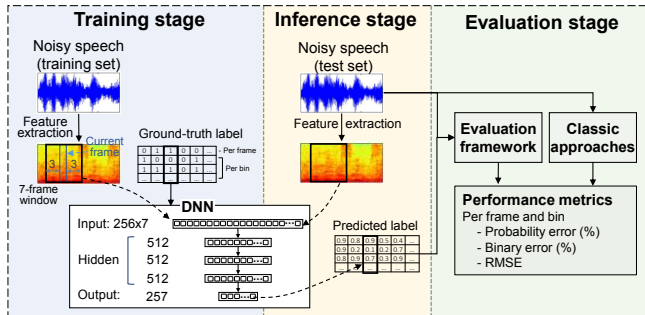 Training stage
Noisy speech
(training set)
Feature
extraction
Current
frame
3
3
7-frame
window
Ground-truth label
0 1 1 0 0 ...
1 0 0 1 ...
1 1 1 0 1 ...
...
- Per frame
Per bin
DNN
Input: 256x7
Hidden
512
512
512
Output: 257
Inference stage
Noisy speech
(test set)
Feature extraction
Predicted label
0.9 0.8 0.9 0.5 0.4 ...
0.9 0.2 0.1 0.2 0.7 ...
0.8 0.9 0.7 0.3 0.9 ...
...
Evaluation stage
Evaluation
framework
Classic
approaches
Performance metrics
Per frame and bin
- Probability error (%)
- Binary error (%)
- RMSE